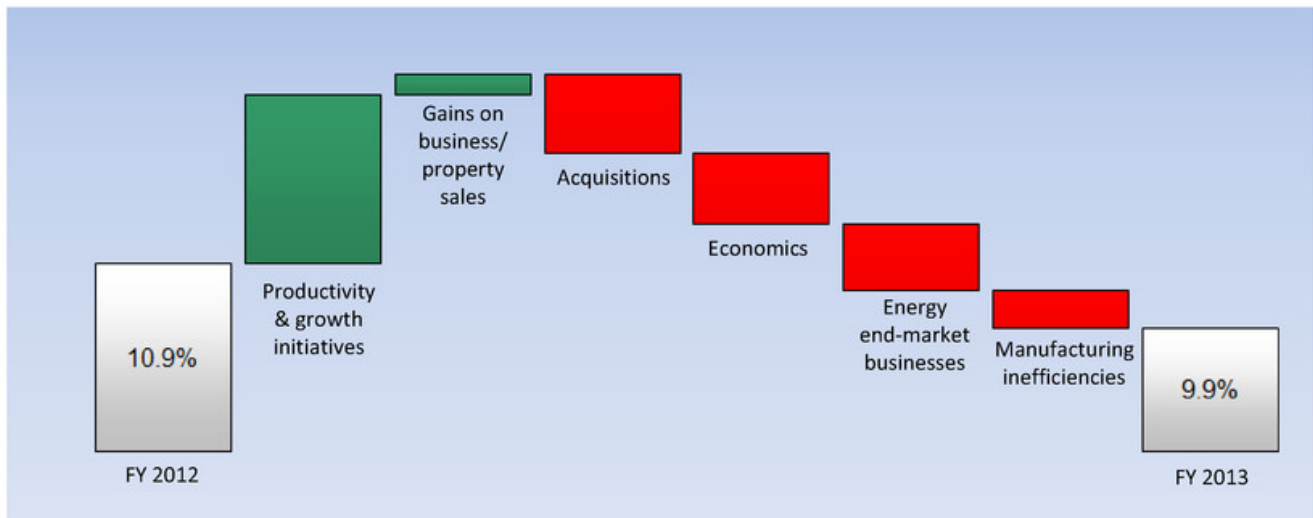 10.9%
FY 2012
Productivity
& growth
initiatives
Gains on
business/
property
sales
Acquisitions
Economics
Energy
end-market
businesses
Manufacturing
inefficiencies
9.9%
FY 2013